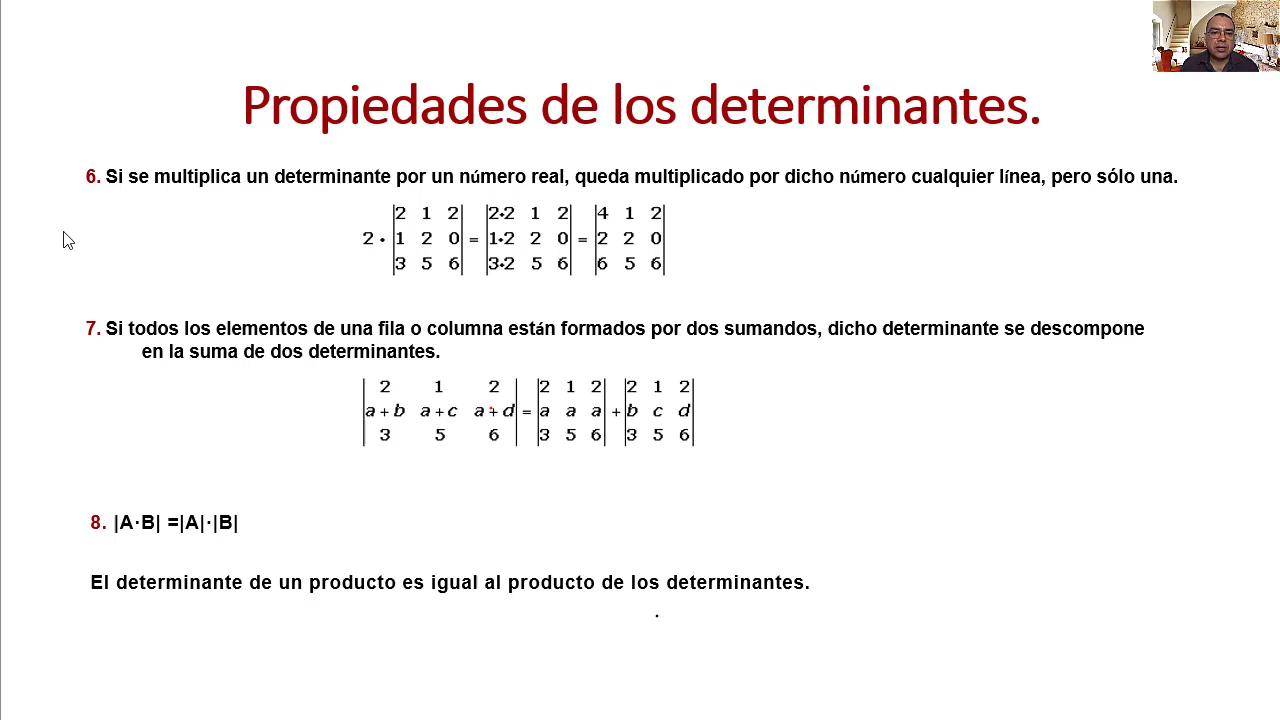 Propiedades de los determinantes.
6. Si se multiplica un determinante por un número real, queda multiplicado por dicho número cualquier línea, pero sólo una.
|2 1 2| |2•2 1 2| |4 1 2|
2 • |1 2 0| = |1•2 2 0| = |2 2 0|
|3 5 6| |3•2 5 6| |6 5 6|
7. Si todos los elementos de una fila o columna están formados por dos sumandos, dicho determinante se descompone
en la suma de dos determinantes.
|2 1 2| |2 1 2| |2 1 2|
|a + b a + c a + d| = |a a a| + |b c d|
|3 5 6| |3 5 6| |3 5 6|
8. |A·B| =|A|·|B|
El determinante de un producto es igual al producto de los determinantes.
.